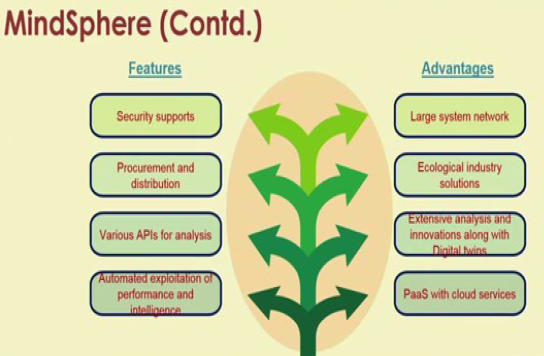 MindSphere (Contd.)
Features
Security supports
Procurement and
distribution
Various APIs for analysis
Automated exploitation of
performance and
intelligence
Advantages
Large system network
Ecological industry
solutions
Extensive analysis and
innovations along with
Digital twins
PaaS with cloud services